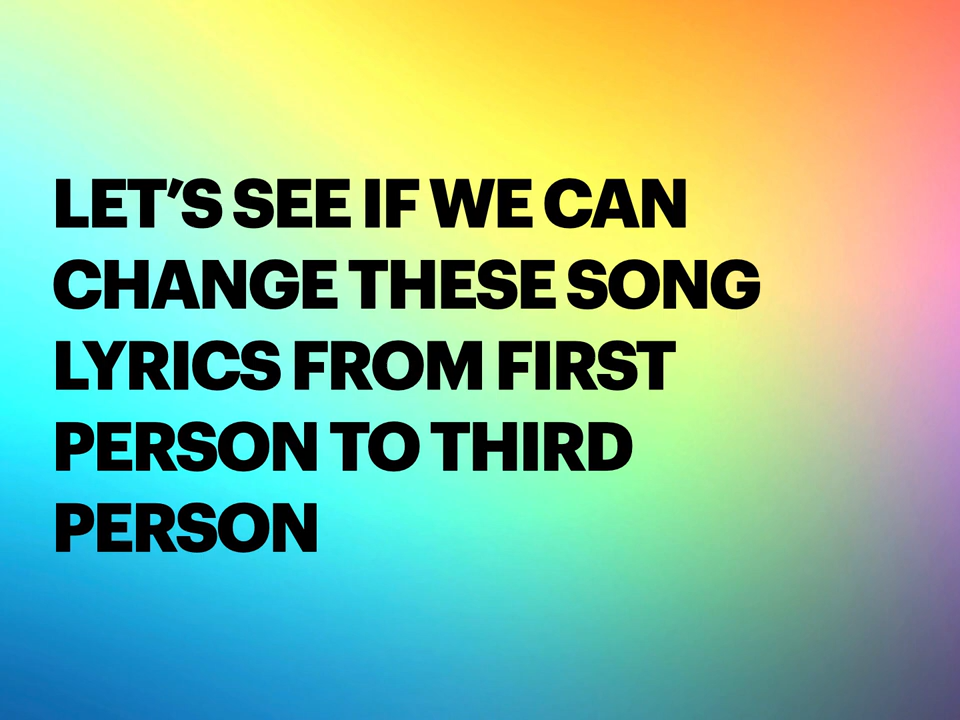 LET’S SEE IF WE CAN
CHANGE THESE SONG
LYRICS FROM FIRST
PERSON TO THIRD
PERSON